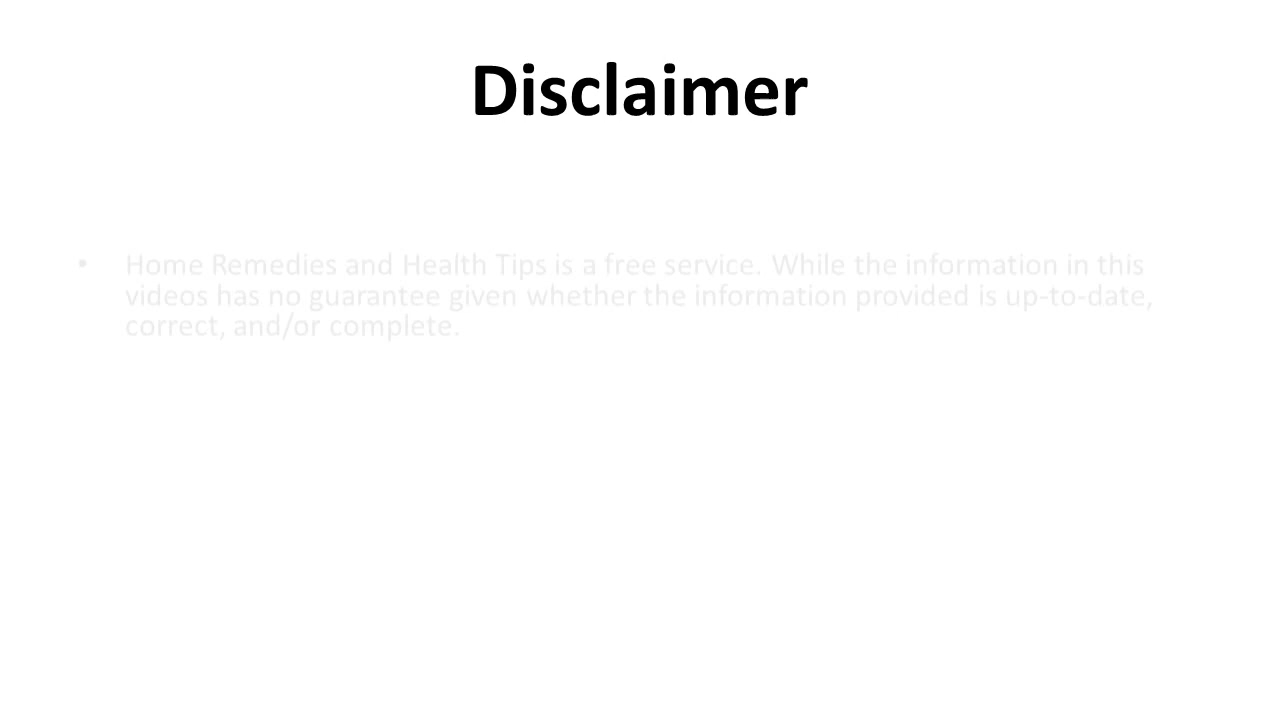 Disclaimer
• Home Remedies and Health Tips is a free service. While the information in this
videos has no guarantee given whether the information provided is up-to-date,
correct, and/or complete.